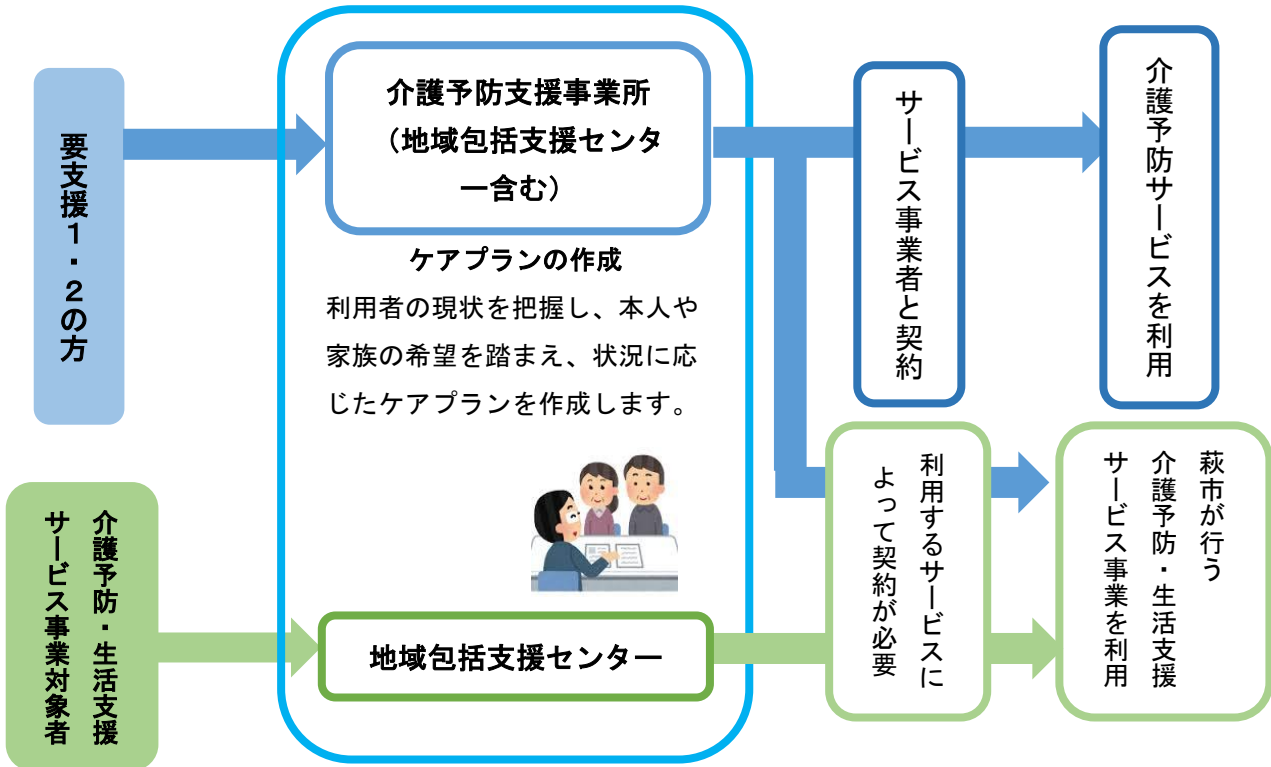 要支援１・２の方
介護予防支援事業所
（地域包括支援センタ
ー含む）
ケアプランの作成
利用者の現状を把握し、本人や
家族の希望を踏まえ、状況に応
じたケアプランを作成します。
サービス事業者と契約
介護予防サービスを利用
介護予防・生活支援
サービス事業対象者
地域包括支援センター
利用するサービスに
よって契約が必要
萩市が行う
介護予防・生活支援
サービス事業を利用